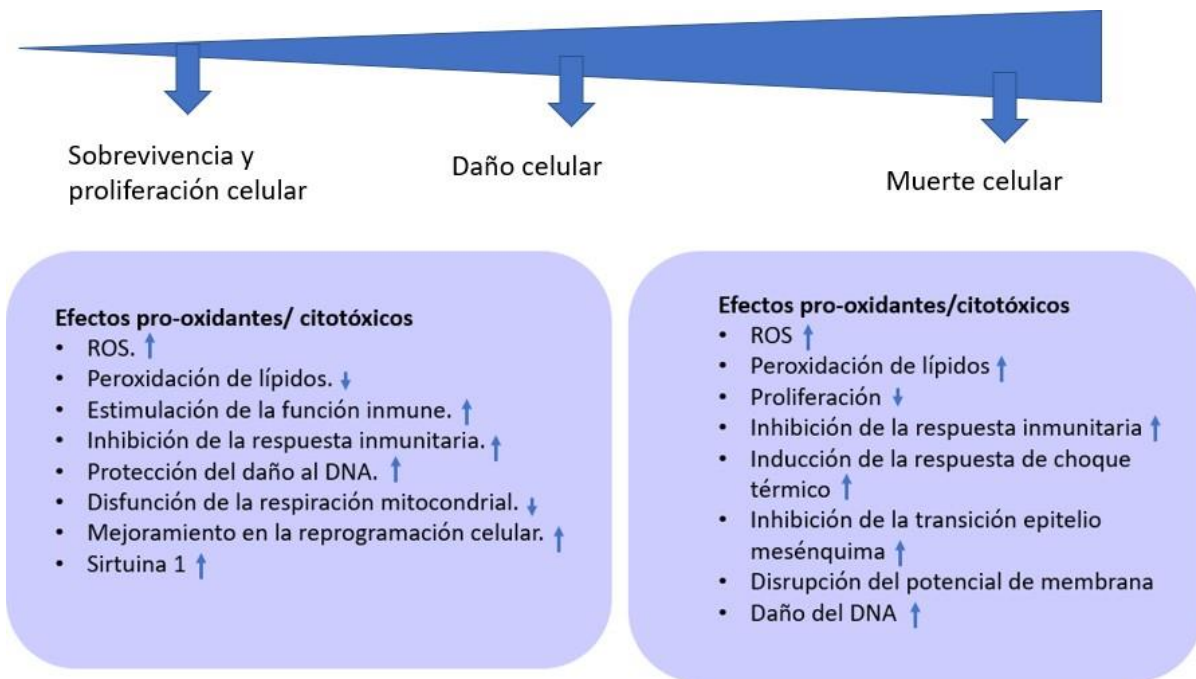 Sobrevivencia y
proliferación celular
Daño celular
Muerte celular
Efectos pro-oxidantes/ citotóxicos
• ROS. ↑
• Peroxidación de lípidos. ↓
• Estimulación de la función inmune. ↑
• Inhibición de la respuesta inmunitaria. ↑
• Protección del daño al DNA. ↑
• Disfunción de la respiración mitocondrial. ↓
• Mejoramiento en la reprogramación celular. ↑
• Sirtuina 1 ↑
Efectos pro-oxidantes/citotóxicos
• ROS ↑
• Peroxidación de lípidos ↑
• Proliferación ↓
• Inhibición de la respuesta inmunitaria ↑
• Inducción de la respuesta de choque
térmico ↑
• Inhibición de la transición epitelio
mesénquima ↑
• Disrupción del potencial de membrana
• Daño del DNA ↑